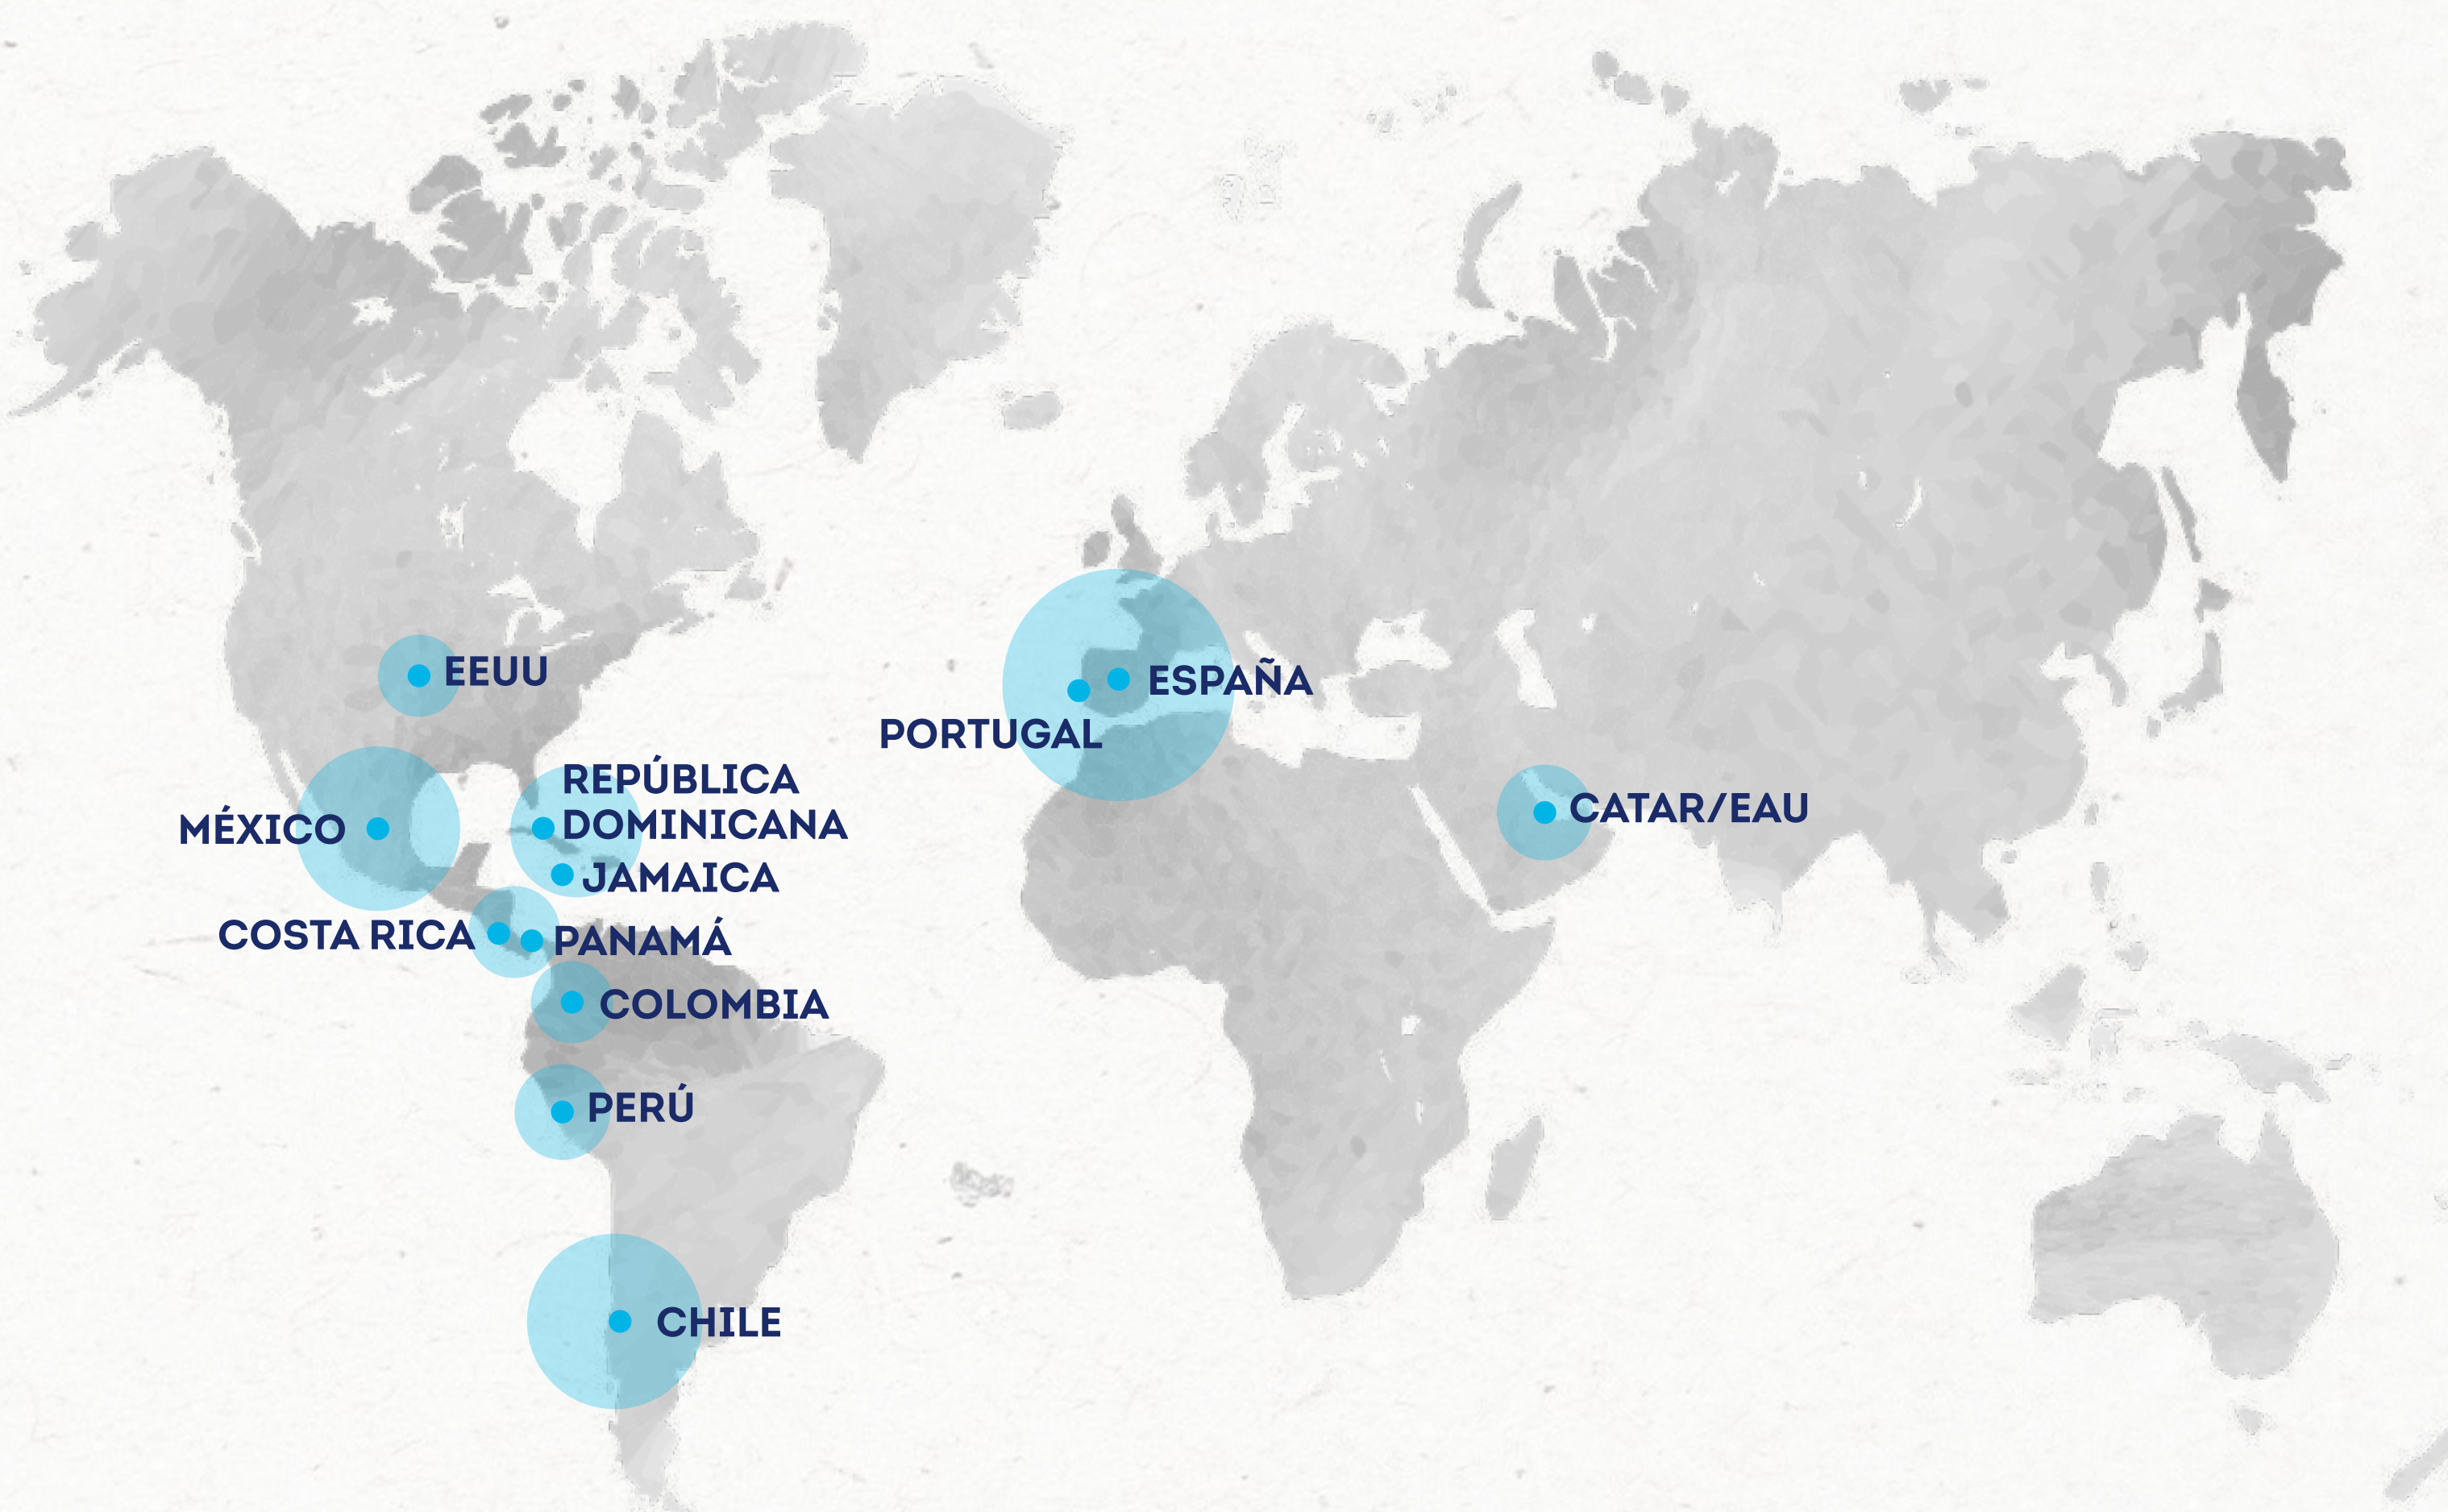 EEUU
ESPAÑA
PORTUGAL
REPÚBLICA
DOMINICANA
MÉXICO
CATAR/EAU
JAMAICA
COSTA RICA
PANAMÁ
COLOMBIA
PERÚ
CHILE